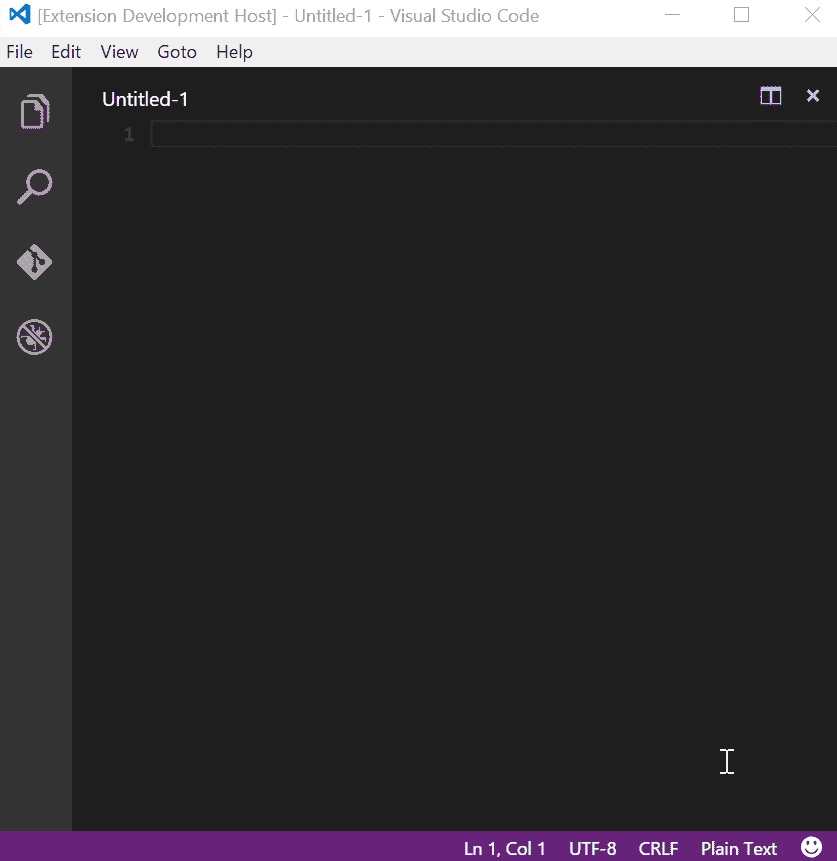 [Extension Development Host] - Untitled-1 - Visual Studio Code
File Edit View Goto Help
Untitled-1
1
Ln 1, Col 1 UTF-8 CRLF Plain Text